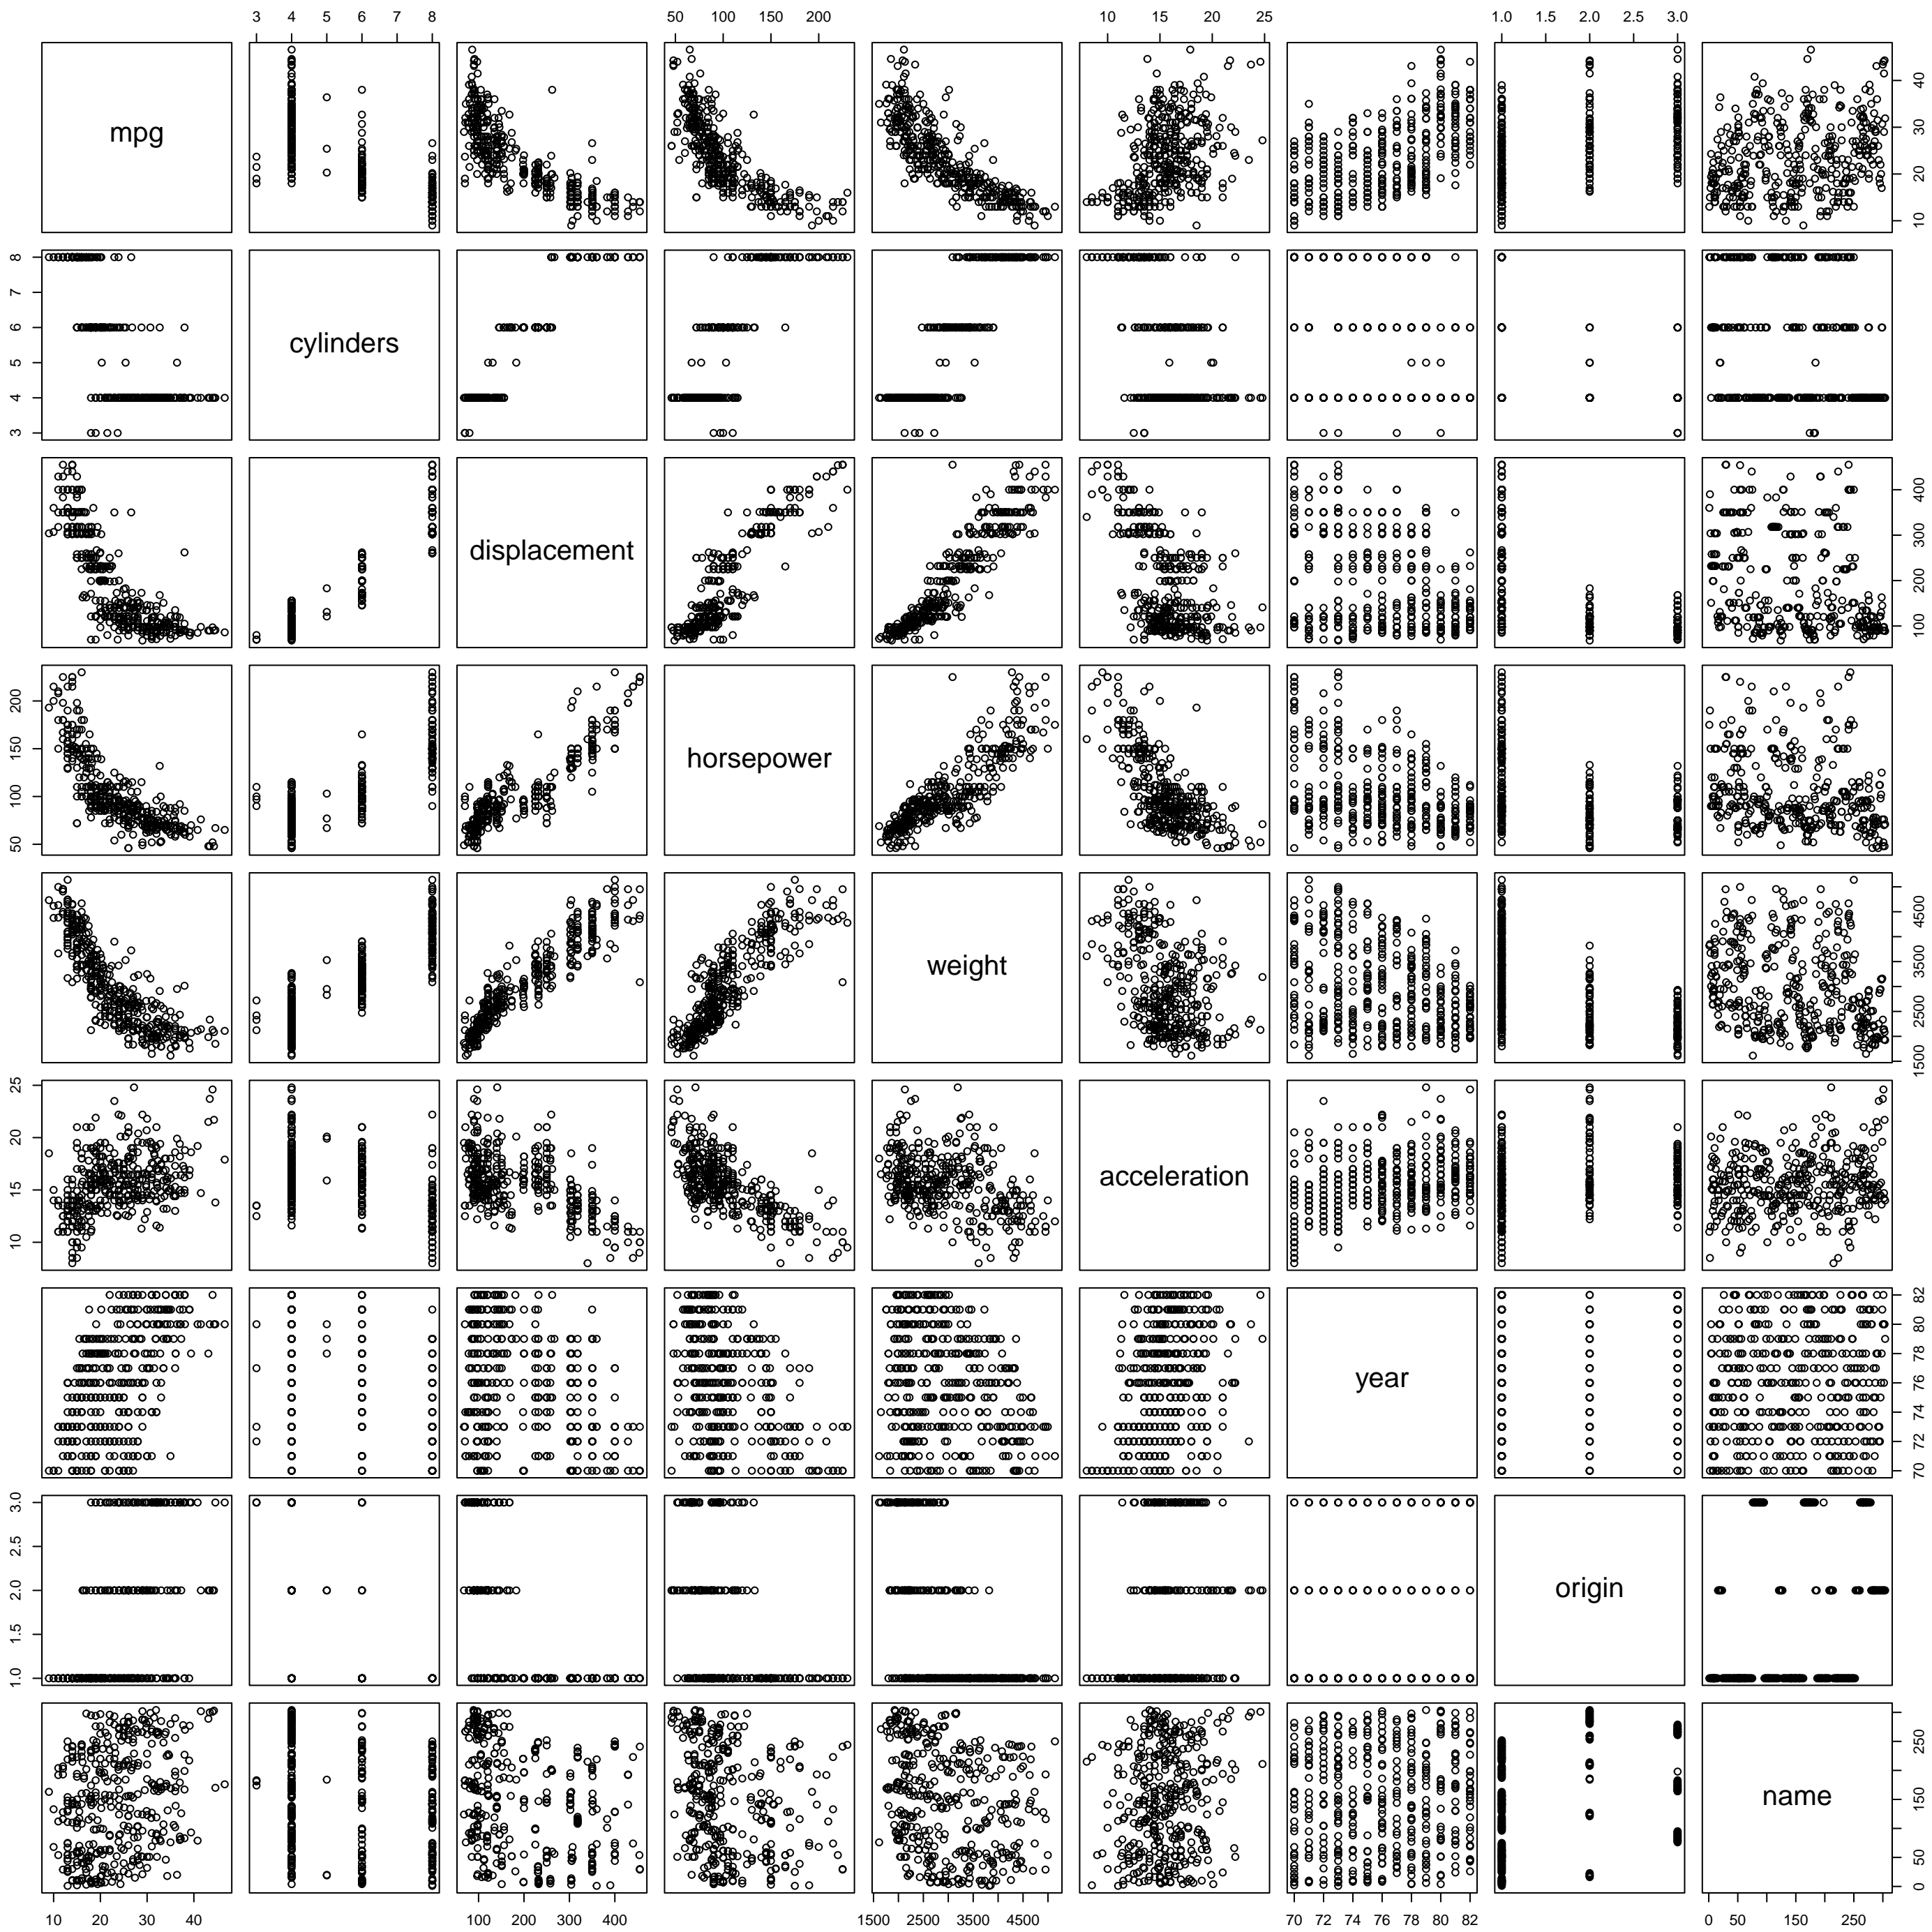 3 4 5 6 7 8 50 100 150 200 10 15 20 25 1.0 1.5 2.0 2.5 3.0
mpg
10 20 30 40
3 4 5 6 7 8
cylinders
displacement
100 200 300 400
50 100 150 200
horsepower
weight
1500 2500 3500 4500
10 15 20 25
acceleration
year
70 72 74 76 78 80 82
1.0 1.5 2.0 2.5 3.0
origin
name
0 50 150 250
10 20 30 40 100 200 300 400 1500 2500 3500 4500 70 72 74 76 78 80 82 0 50 150 250